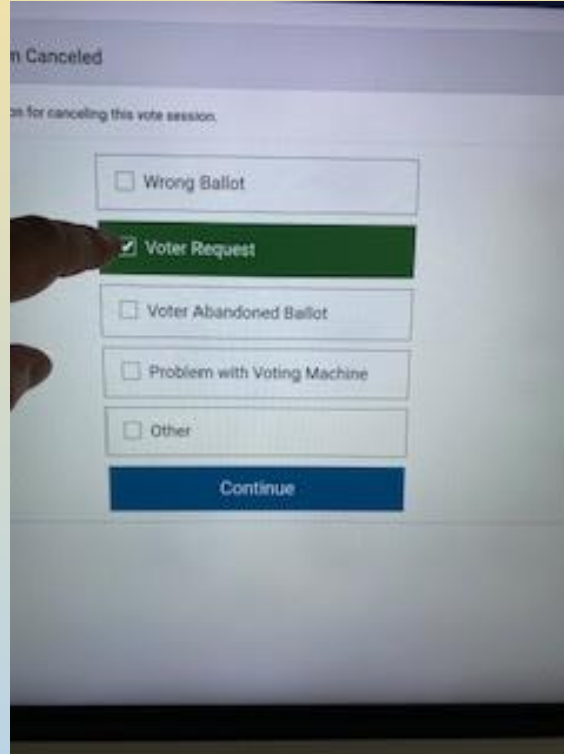 n Canceled
on for canceling this vote session.
Wrong Ballot
Voter Request
Voter Abandoned Ballot
Problem with Voting Machine
Other
Continue